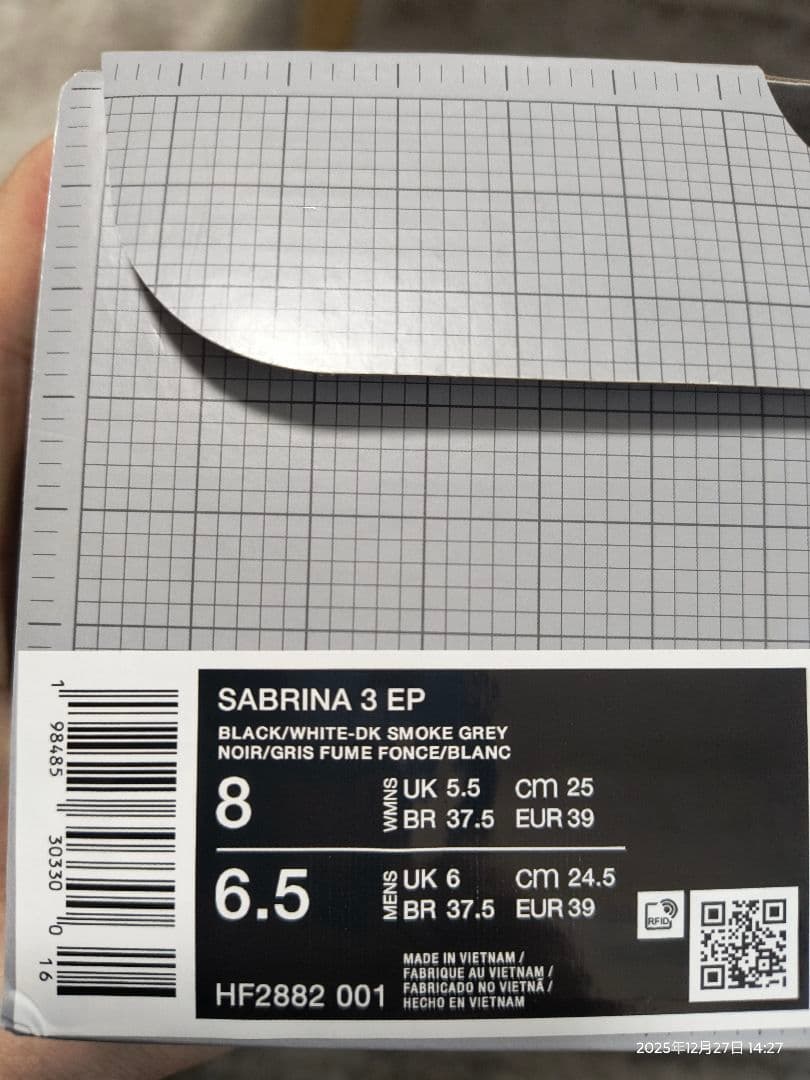 SABRINA 3 EP
BLACK/WHITE-DK SMOKE GREY
NOIR/GRIS FUME FONCE/BLANC
8 WMNS UK 5.5 cm 25
BR 37.5 EUR 39
6.5 MENS UK 6 cm 24.5
BR 37.5 EUR 39
MADE IN VIETNAM /
FABRIQUE AU VIETNAM /
FABRICADO NO VIETNÃ /
HECHO EN VIETNAM
HF2882 001
RFID
1 98485 30330 0 16
2025年12月27日 14:27